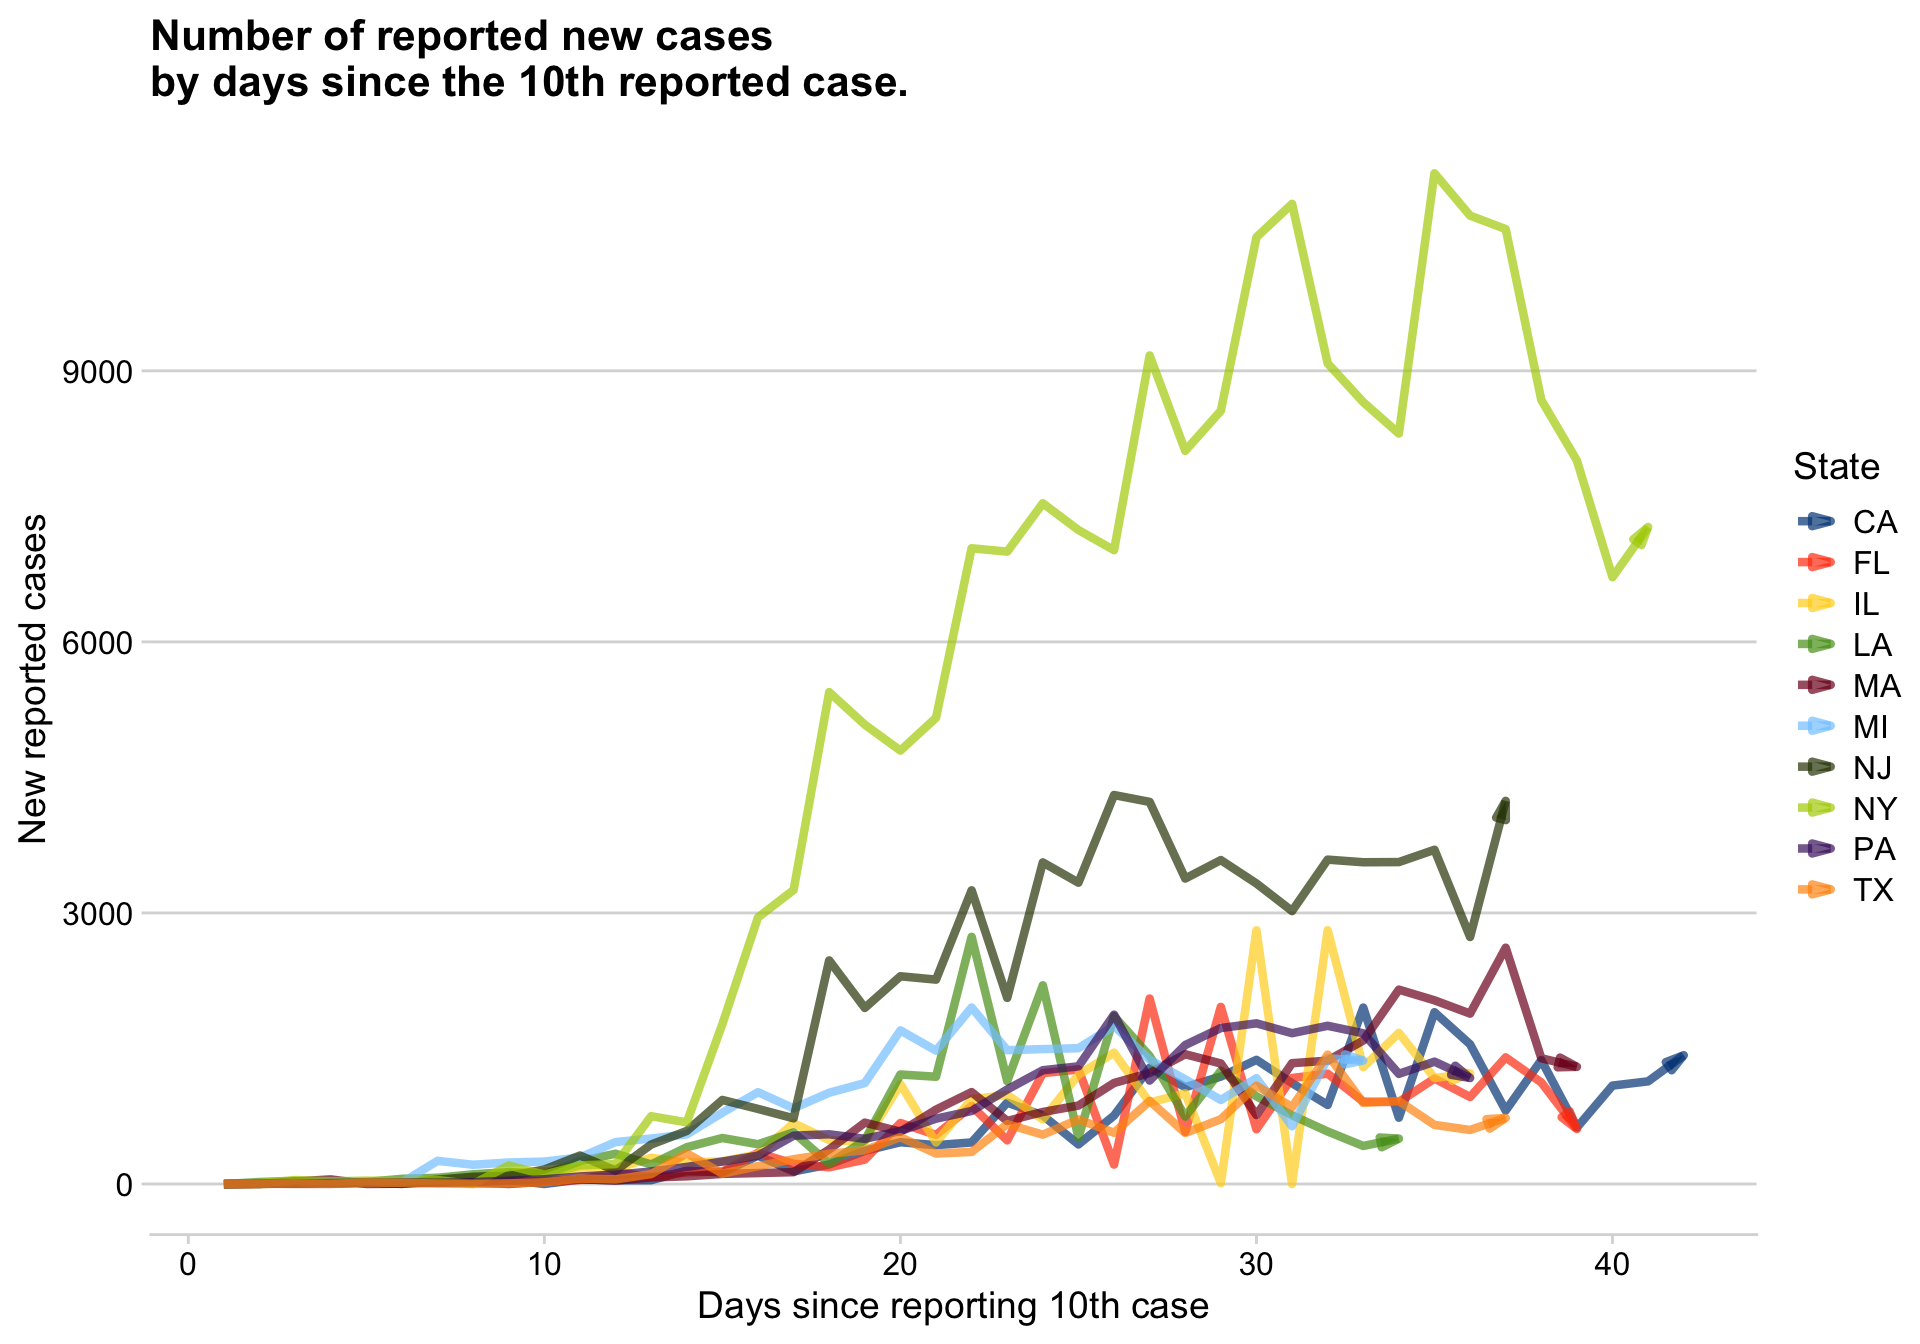 Number of reported new cases
by days since the 10th reported case.
New reported cases
9000
6000
3000
0
0 10 20 30 40
Days since reporting 10th case
State
CA
FL
IL
LA
MA
MI
NJ
NY
PA
TX